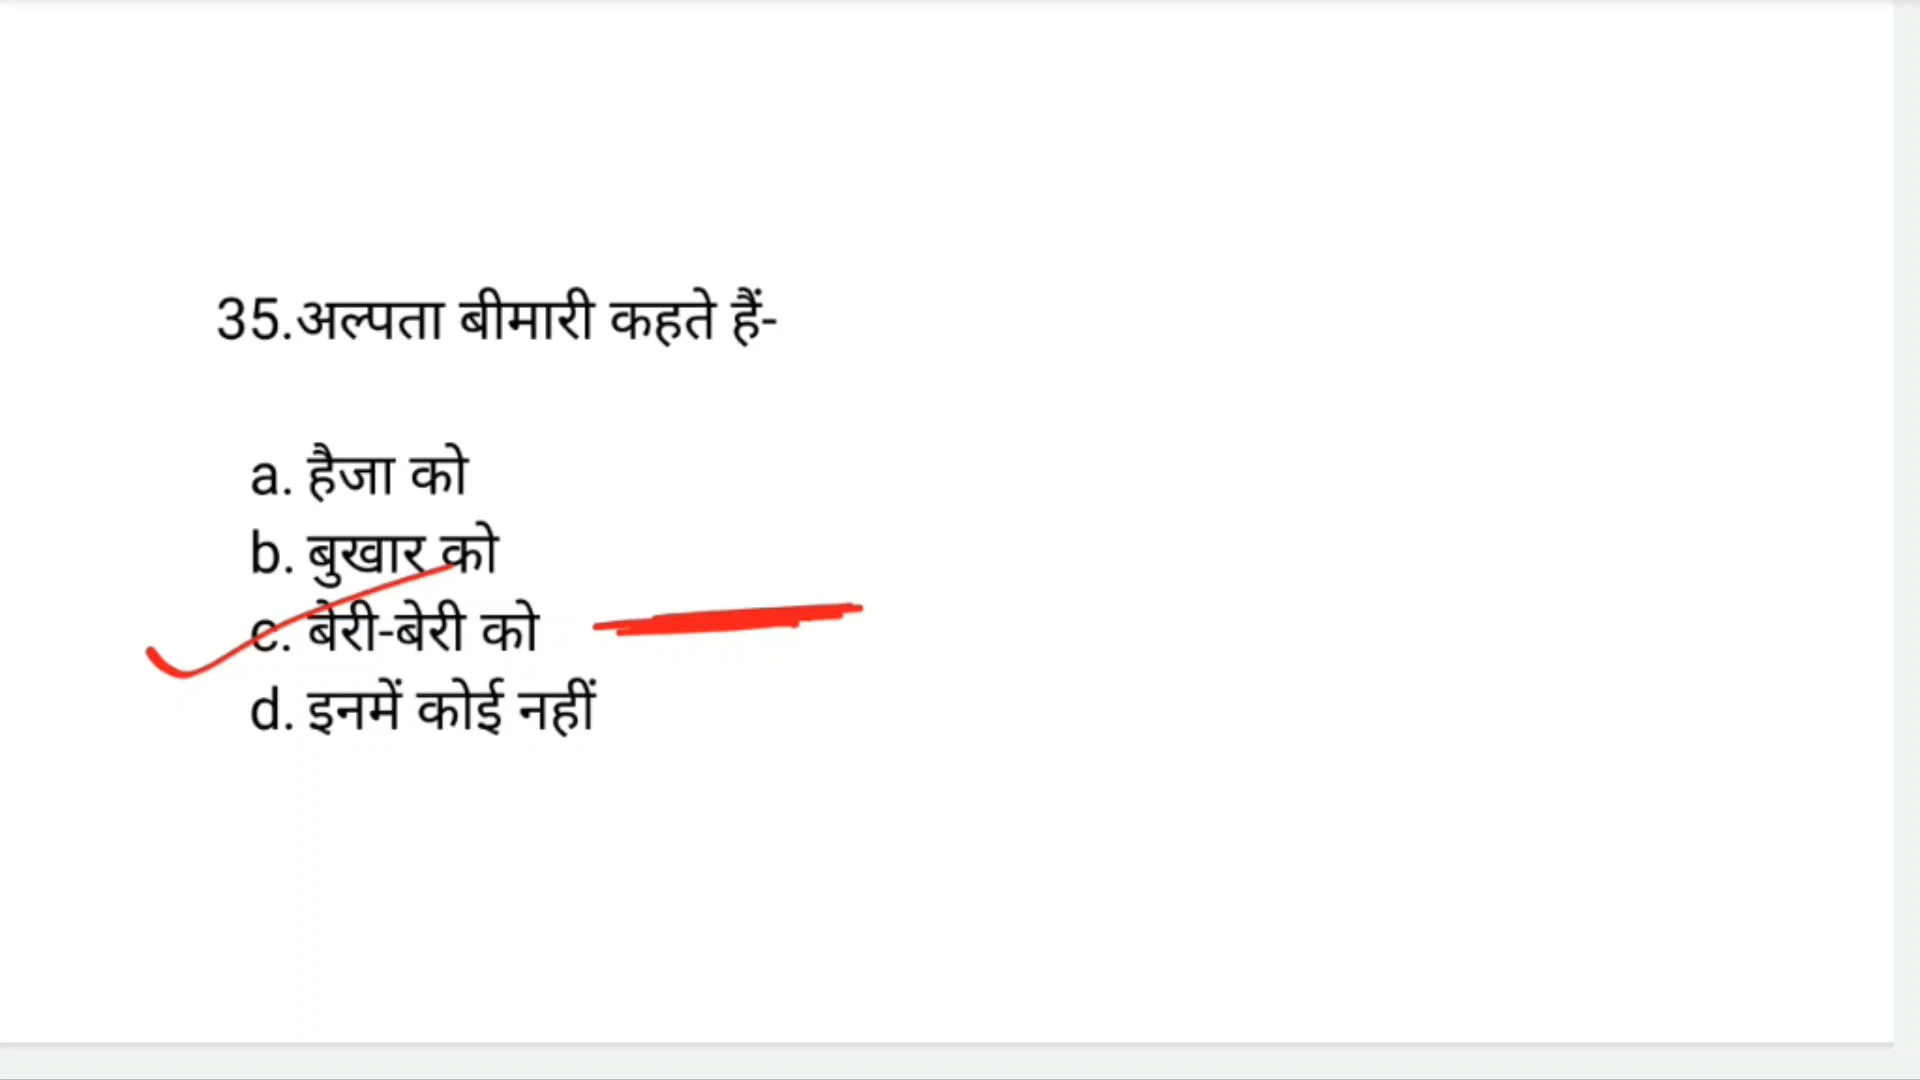 35.अल्पता बीमारी कहते हैं-
a. हैजा को
b. बुखार को
c. बेरी-बेरी को
d. इनमें कोई नहीं